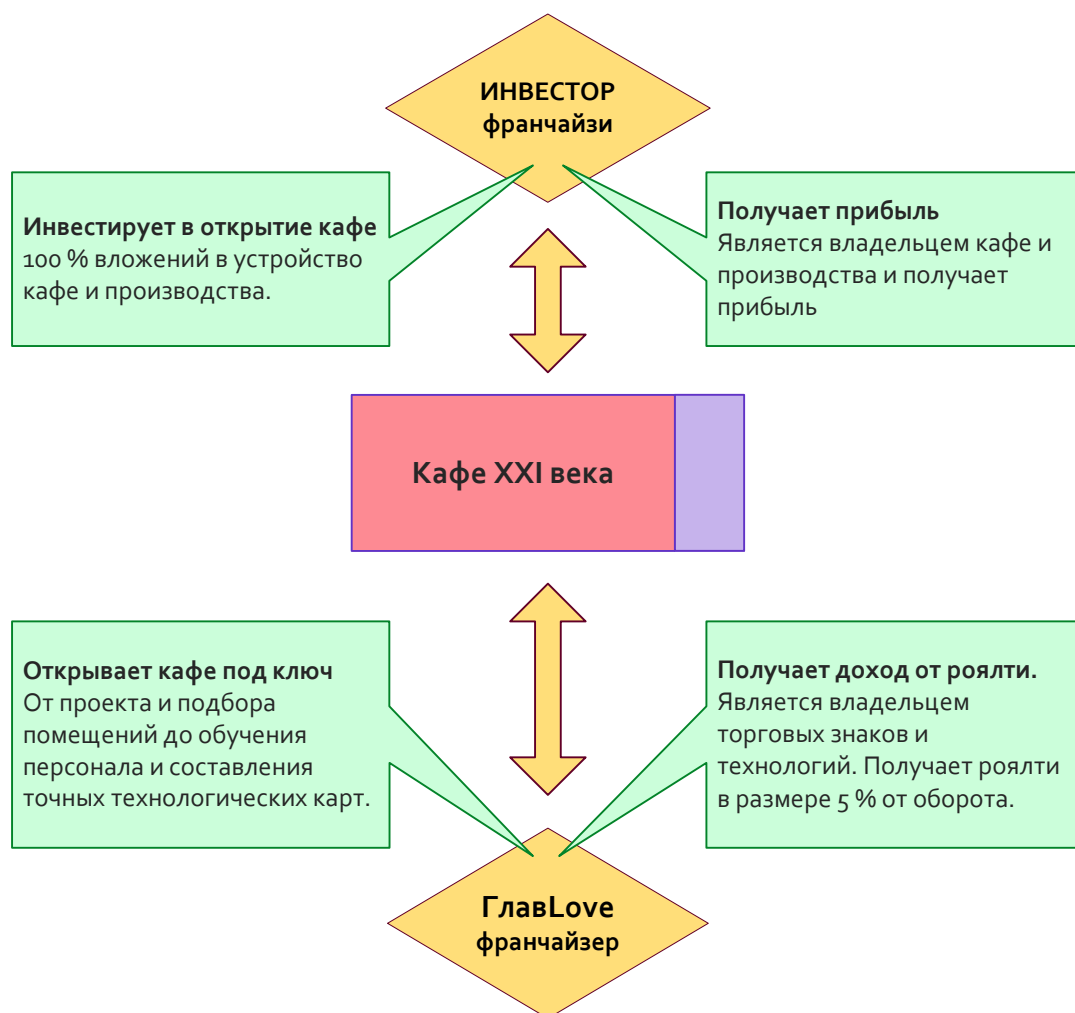 ИНВЕСТОР
франчайзи
Инвестирует в открытие кафе
100 % вложений в устройство
кафе и производства.
Получает прибыль
Является владельцем кафе и
производства и получает
прибыль
Кафе XXI века
Открывает кафе под ключ
От проекта и подбора
помещений до обучения
персонала и составления
точных технологических карт.
Получает доход от роялти.
Является владельцем
торговых знаков и
технологий. Получает роялти
в размере 5 % от оборота.
ГлавLove
франчайзер